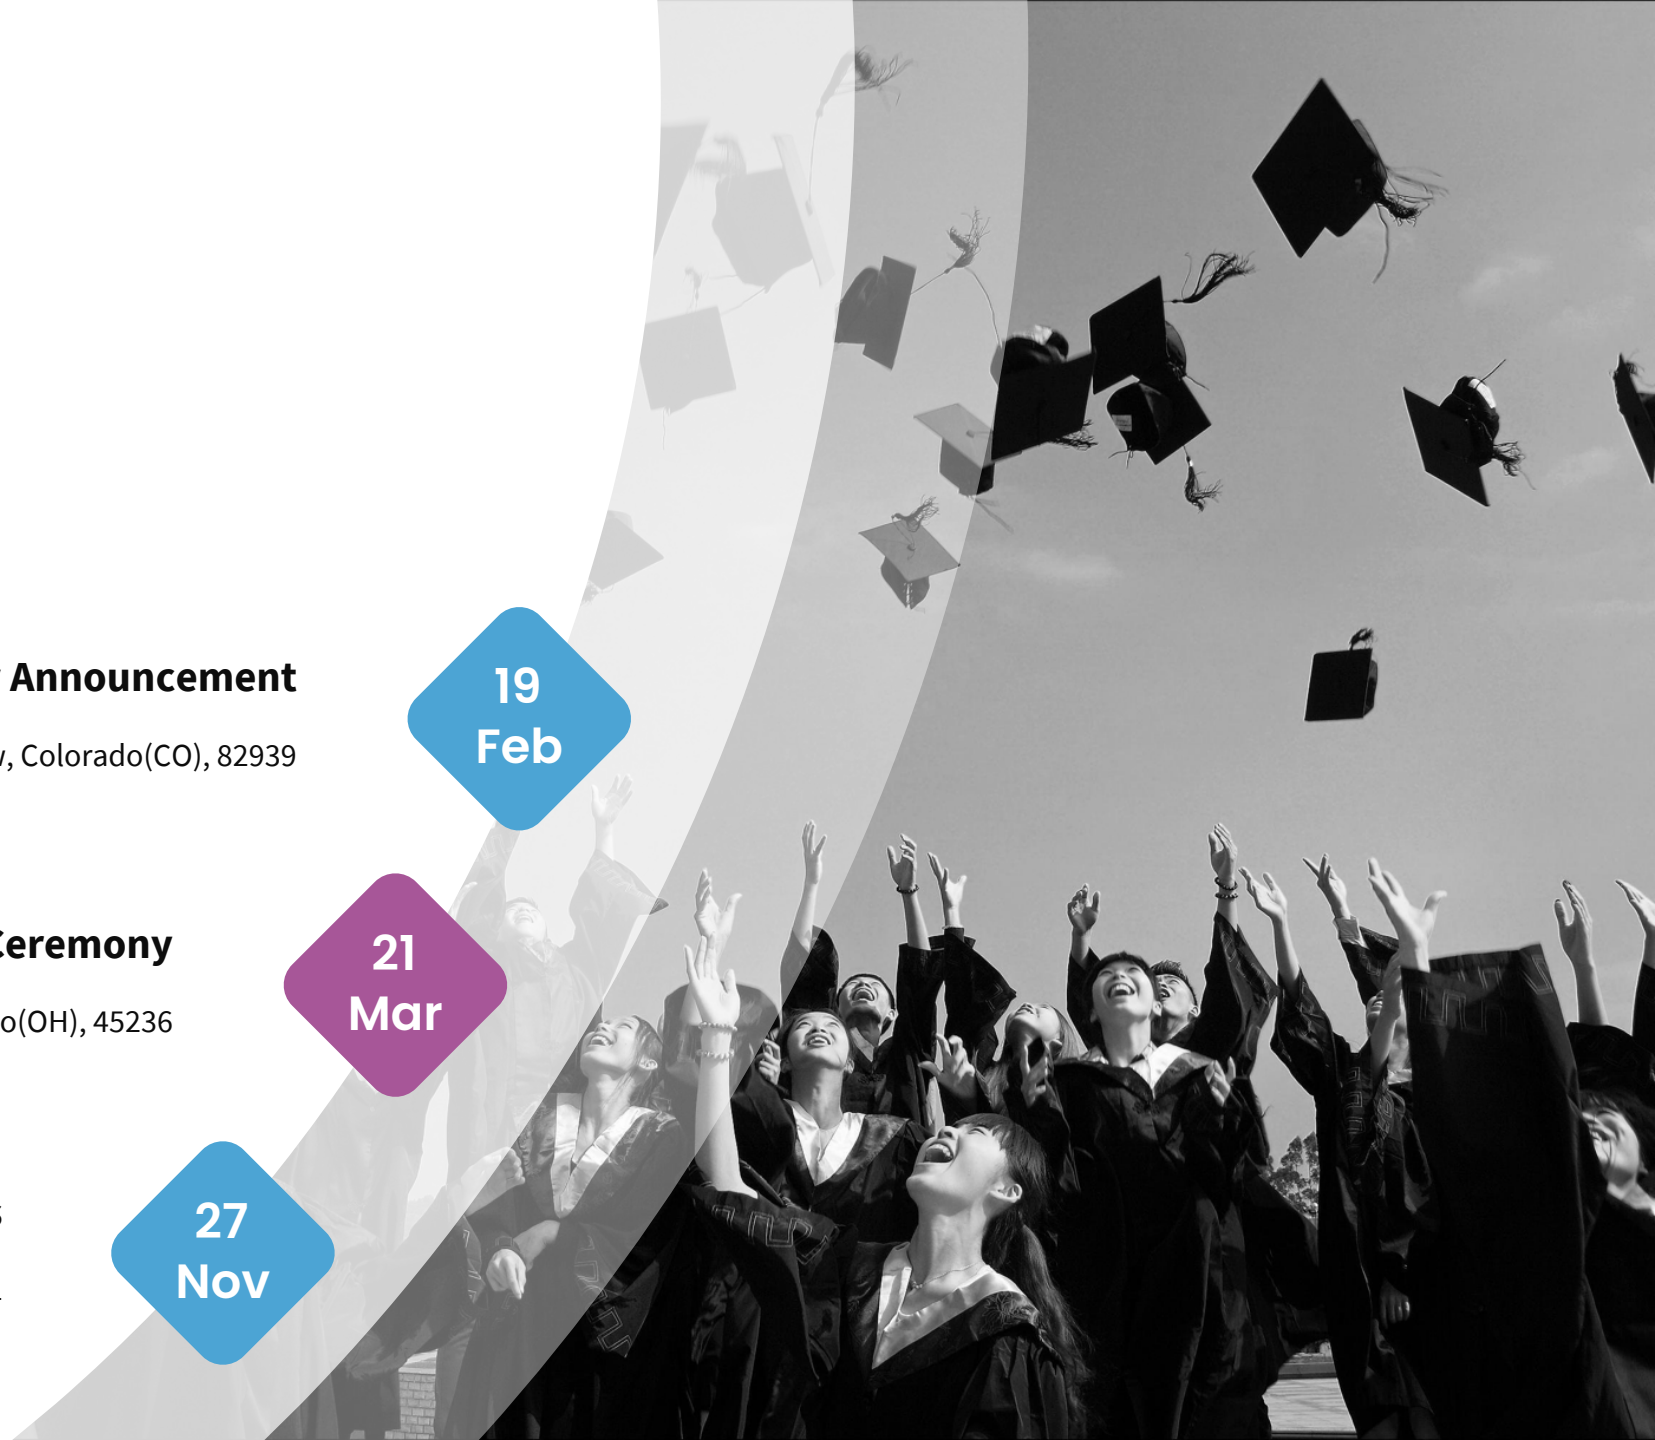 Announcement
19
Feb
Colorado(CO), 82939
Ceremony
21
Mar
o(OH), 45236
27
Nov